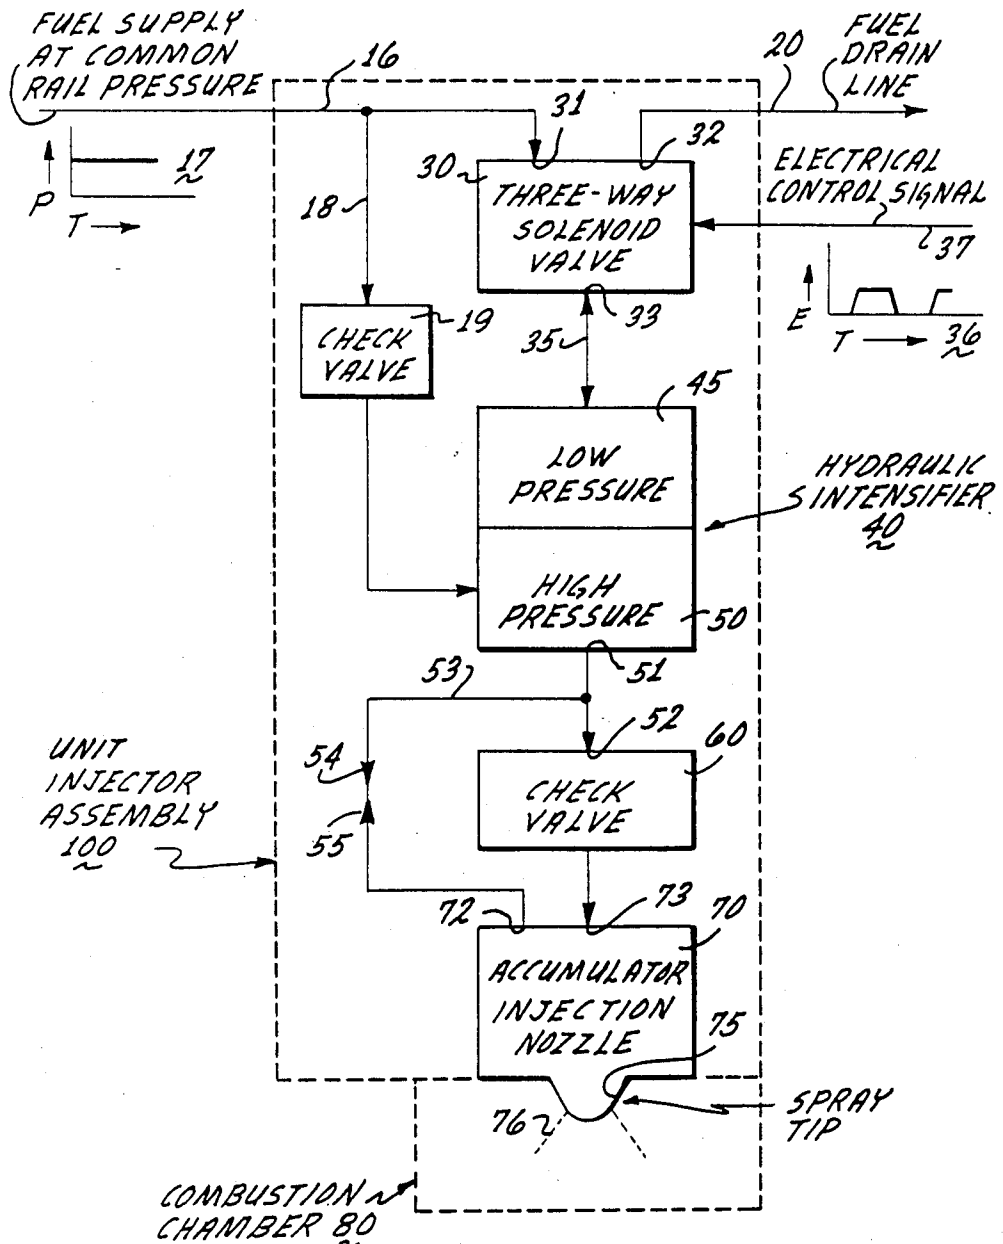 FUEL SUPPLY
AT COMMON
RAIL PRESSURE
16
20
FUEL
DRAIN
LINE
17
P
T
18
31
32
30
THREE-WAY
SOLENOID
VALVE
33
ELECTRICAL
CONTROL SIGNAL
37
E
T
36
19
CHECK
VALVE
35
45
LOW
PRESSURE
HYDRAULIC
INTENSIFIER
40
HIGH
PRESSURE
50
51
53
52
60
54
55
CHECK
VALVE
UNIT
INJECTOR
ASSEMBLY
100
72
73
70
ACCUMULATOR
INJECTION
NOZZLE
75
76
SPRAY
TIP
COMBUSTION
CHAMBER 80